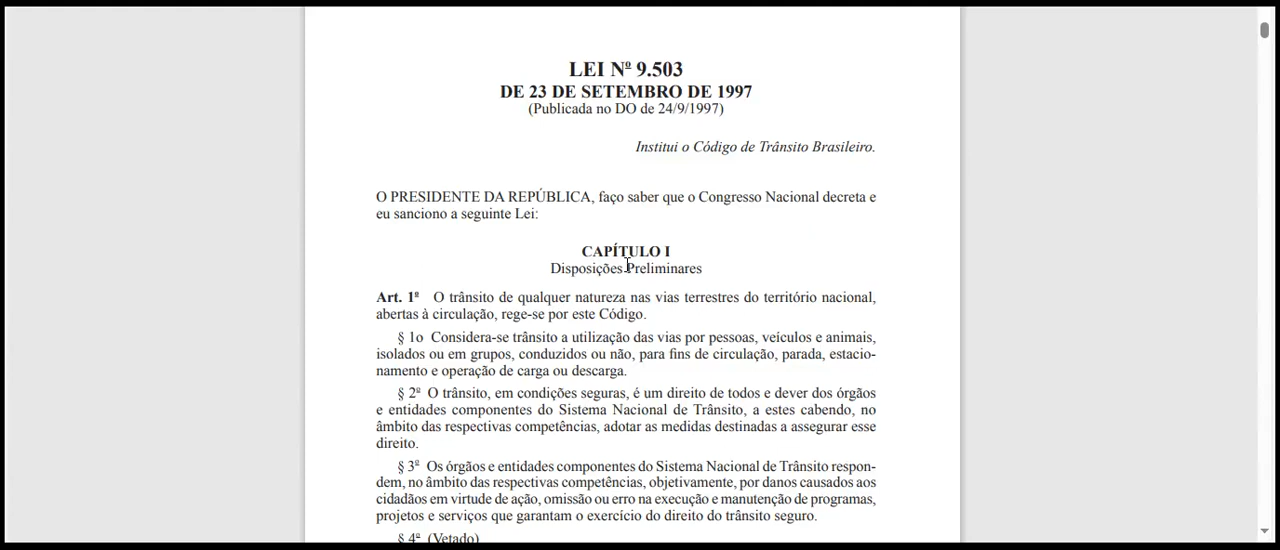 LEI Nº 9.503
DE 23 DE SETEMBRO DE 1997
(Publicada no DO de 24/9/1997)
Institui o Código de Trânsito Brasileiro.
O PRESIDENTE DA REPÚBLICA, faço saber que o Congresso Nacional decreta e
eu sanciono a seguinte Lei:
CAPÍTULO I
Disposições Preliminares
Art. 1º O trânsito de qualquer natureza nas vias terrestres do território nacional,
abertas à circulação, rege-se por este Código.
§ 1o Considera-se trânsito a utilização das vias por pessoas, veículos e animais,
isolados ou em grupos, conduzidos ou não, para fins de circulação, parada, estacio-
namento e operação de carga ou descarga.
§ 2º O trânsito, em condições seguras, é um direito de todos e dever dos órgãos
e entidades componentes do Sistema Nacional de Trânsito, a estes cabendo, no
âmbito das respectivas competências, adotar as medidas destinadas a assegurar esse
direito.
§ 3º Os órgãos e entidades componentes do Sistema Nacional de Trânsito respon-
dem, no âmbito das respectivas competências, objetivamente, por danos causados aos
cidadãos em virtude de ação, omissão ou erro na execução e manutenção de programas,
projetos e serviços que garantam o exercício do direito do trânsito seguro.
§ 4º (Vetado)